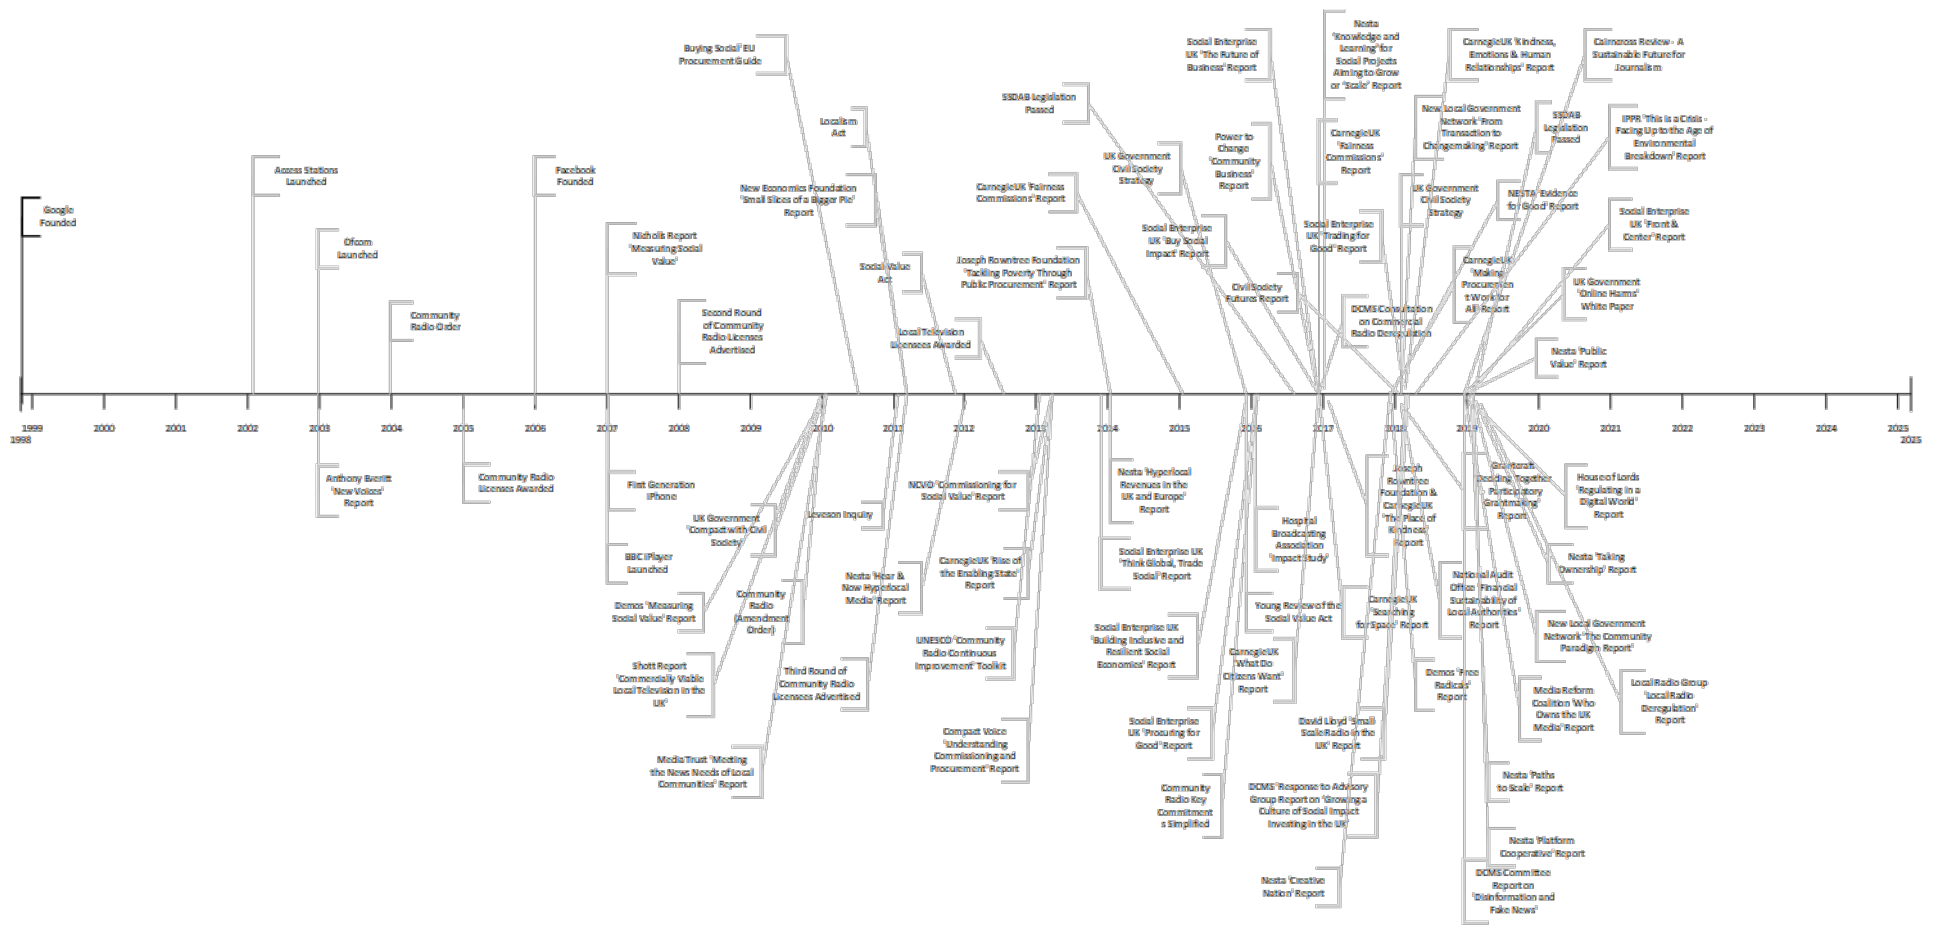 Google
Founded
Access Stations
Launched
Ofcom
Launched
Community
Radio Order
Facebook
Founded
Nicholls Report
'Measuring Social
Value'
Second Round
of Community
Radio Licenses
Advertised
Buying Social' EU
Procurement Guide
Localism
Act
New Economics Foundation
'Small Slices of a Bigger Pie'
Report
Social Value
Act
Local Television
Licensees Awarded
SSDAB Legislation
Passed
CarnegieUK 'Fairness
Commissions' Report
Joseph Rowntree Foundation
'Tackling Poverty Through
Public Procurement' Report
UK Government
Civil Society
Strategy
Social Enterprise
UK 'Buy Social
Impact' Report
Social Enterprise
UK 'The Future of
Business' Report
Power to
Change
'Community
Business'
Report
Civil Society
Futures Report
Nesta
'Knowledge and
Learning' for
Social Projects
Aiming to Grow
or 'Scale' Report
CarnegieUK
'Fairness
Commissions'
Report
Social Enterprise
UK 'Trading for
Good' Report
DCMS Consultation
on Commercial
Radio Deregulation
CarnegieUK 'Kindness,
Emotions & Human
Relationships' Report
New Local Government
Network 'From
Transaction to
Changemaking' Report
UK Government
Civil Society
Strategy
CarnegieUK
'Making
Procuremen
t Work for
All' Report
Cairncross Review - A
Sustainable Future for
Journalism
SSDAB
Legislation
Passed
NESTA 'Evidence
for Good' Report
IPPR 'This is a Crisis -
Facing Up to the Age of
Environmental
Breakdown' Report
Social Enterprise
UK 'Front &
Center' Report
UK Government
'Online Harms'
White Paper
Nesta 'Public
Value' Report
1999
2000
2001
2002
2003
2004
2005
2006
2007
2008
2009
2010
2011
2012
2013
2014
2015
2016
2017
2018
2019
2020
2021
2022
2023
2024
2025
1998
2025
Anthony Everitt
'New Voices'
Report
Community Radio
Licenses Awarded
First Generation
iPhone
BBC iPlayer
Launched
UK Government
'Compact with Civil
Society'
Demos 'Measuring
Social Value' Report
Community
Radio
(Amendment
Order)
Shott Report
'Commercially Viable
Local Television in the
UK'
Media Trust 'Meeting
the News Needs of Local
Communities' Report
Leveson Inquiry
Nesta 'Hear &
Now Hyperlocal
Media' Report
Third Round of
Community Radio
Licensees Advertised
NCVO 'Commissioning for
Social Value' Report
CarnegieUK 'Rise of
the Enabling State'
Report
UNESCO 'Community
Radio Continuous
Improvement' Toolkit
Compact Voice
'Understanding
Commissioning and
Procurement' Report
Nesta 'Hyperlocal
Revenues in the
UK and Europe'
Report
Social Enterprise UK
'Think Global, Trade
Social' Report
Social Enterprise UK
'Building Inclusive and
Resilient Social
Economies' Report
Social Enterprise
UK 'Procuring for
Good' Report
Community
Radio Key
Commitment
s Simplified
Hospital
Broadcasting
Association
'Impact Study'
Young Review of the
Social Value Act
CarnegieUK
'What Do
Citizens Want'
Report
David Lloyd 'Small-
Scale Radio in the
UK' Report
DCMS 'Response to Advisory
Group Report on 'Growing a
Culture of Social Impact
Investing in the UK'
Nesta 'Creative
Nation' Report
Joseph
Rowntree
Foundation &
CarnegieUK
'The Place of
Kindness'
Report
CarnegieUK
'Searching
for Space' Report
National Audit
Office 'Financial
Sustainability of
Local Authorities'
Report
Demos 'Free
Radicals'
Report
Grantcraft
Deciding Together
- Participatory
Grantmaking'
Report
House of Lords
'Regulating in a
Digital World'
Report
Nesta 'Taking
Ownership' Report
New Local Government
Network 'The Community
Paradigm Report'
Media Reform
Coalition 'Who
Owns the UK
Media' Report
Local Radio Group
'Local Radio
Deregulation'
Report
Nesta 'Paths
to Scale' Report
Nesta 'Platform
Cooperative' Report
DCMS Committee
Report on
'Disinformation and
Fake News'